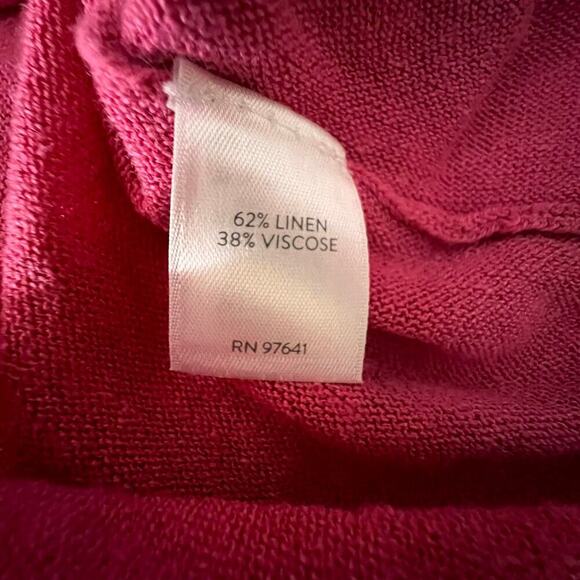 62% LINEN
38% VISCOSE
RN 97641